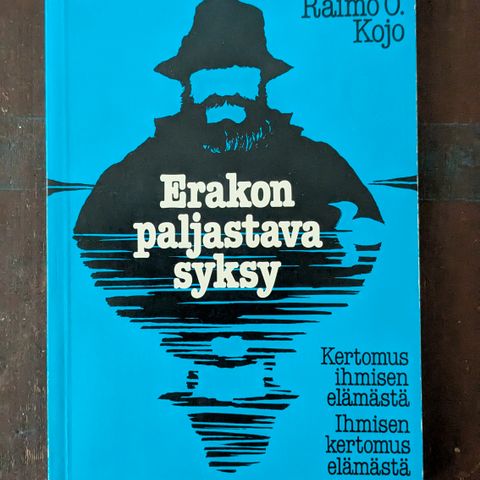 Raimo O.
Kojo
Erakon
paljastava
syksy
Kertomus
ihmisen
elämästä
Ihmisen
kertomus
elämästä